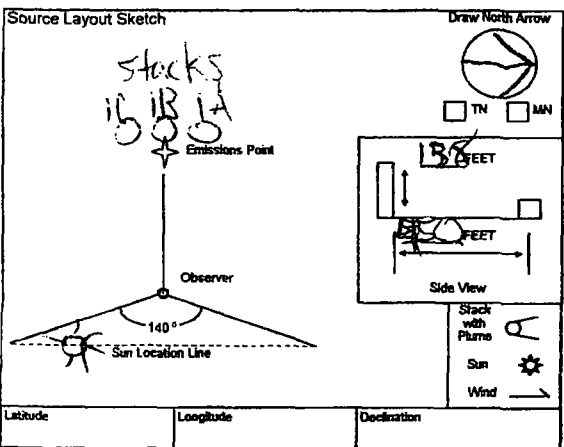 Source Layout Sketch
Draw North Arrow
Stacks
1C 1B 1A
Emissions Point
TN MN
FEET
FEET
Side View
Observer
140°
Sun Location Line
Stack
with
Plume
Sun
Wind
Latitude Longitude Declination